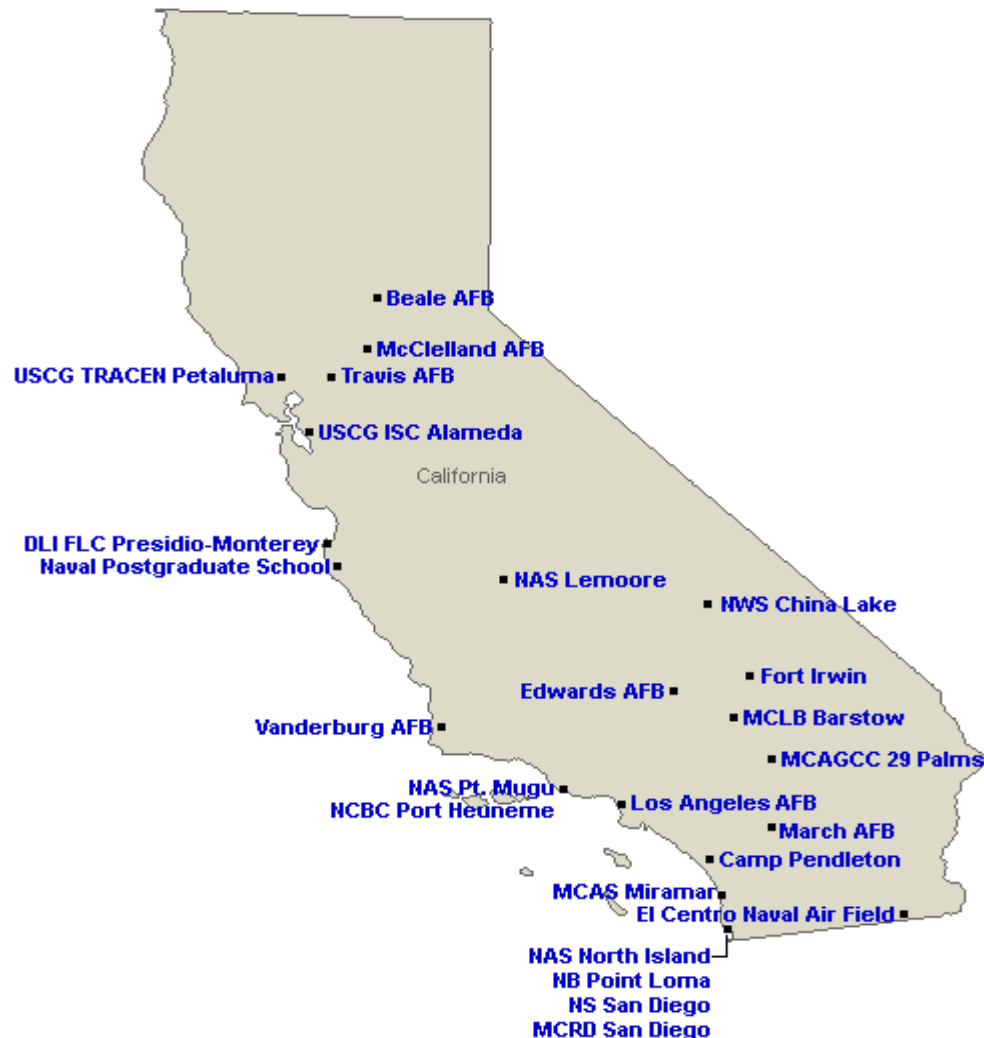 Beale AFB
McClelland AFB
USCG TRACEN Petaluma
Travis AFB
USCG ISC Alameda
California
DLI FLC Presidio-Monterey
Naval Postgraduate School
NAS Lemoore
NWS China Lake
Fort Irwin
Edwards AFB
MCLB Barstow
Vanderburg AFB
MCAGCC 29 Palms
NAS Pt. Mugu
NCBC Port Heuneme
Los Angeles AFB
March AFB
Camp Pendleton
MCAS Miramar
El Centro Naval Air Field
NAS North Island
NB Point Loma
NS San Diego
MCRD San Diego